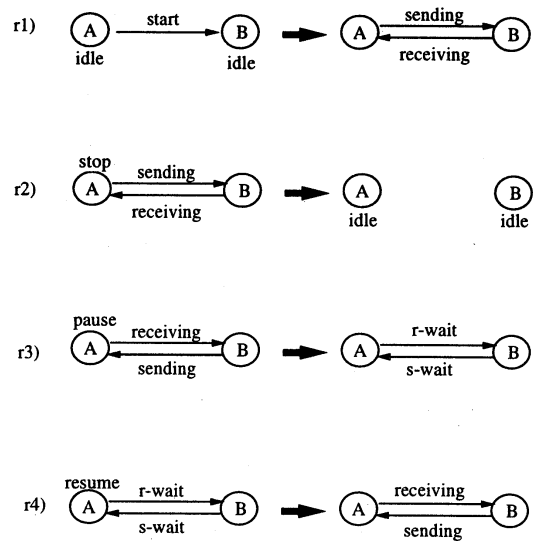 r1) A start B sending A B
idle idle receiving
stop
r2) A sending B A B
receiving idle idle
pause
r3) A receiving B r-wait A B
sending s-wait
resume
r4) A r-wait B receiving A B
s-wait sending